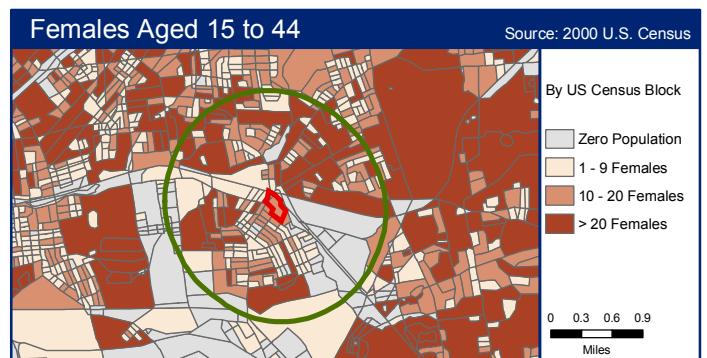 Females Aged 15 to 44
Source: 2000 U.S. Census
By US Census Block
Zero Population
1 - 9 Females
10 - 20 Females
> 20 Females
0 0.3 0.6 0.9
Miles